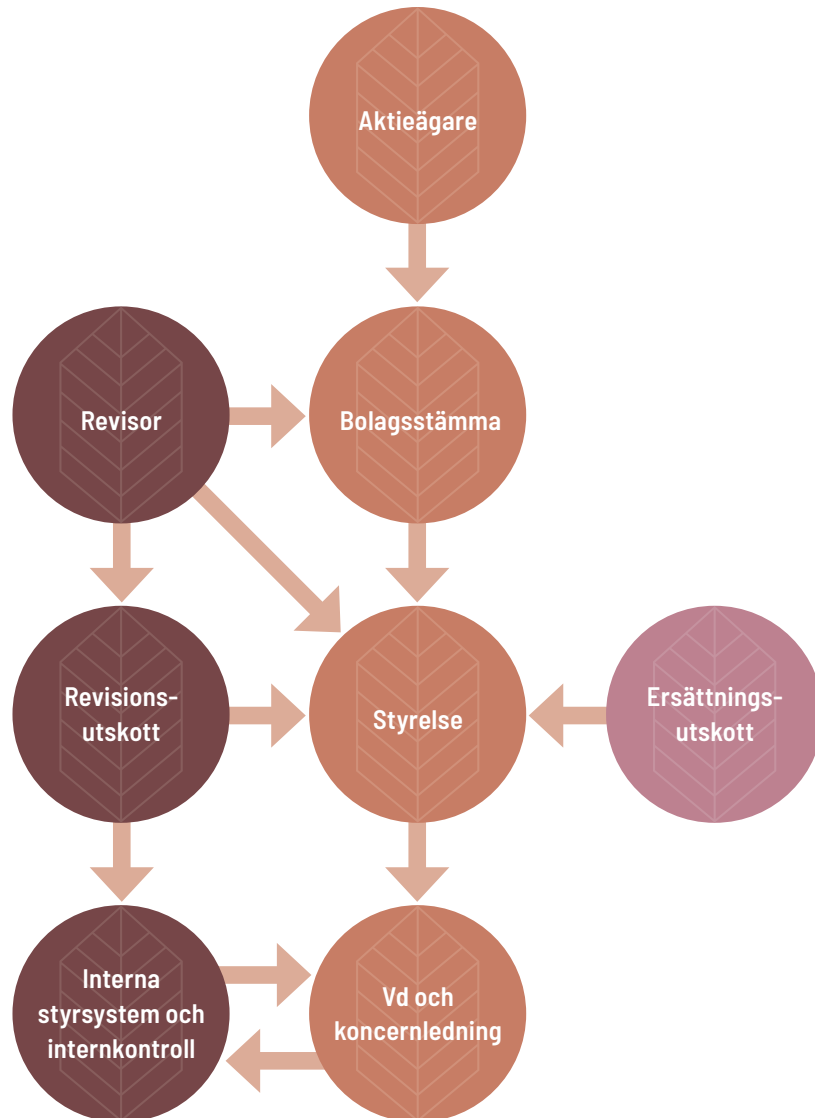 Aktieägare
Revisor
Bolagsstämma
Revisions-
utskott
Styrelse
Ersättnings-
utskott
Interna
styrsystem och
internkontroll
Vd och
koncernledning